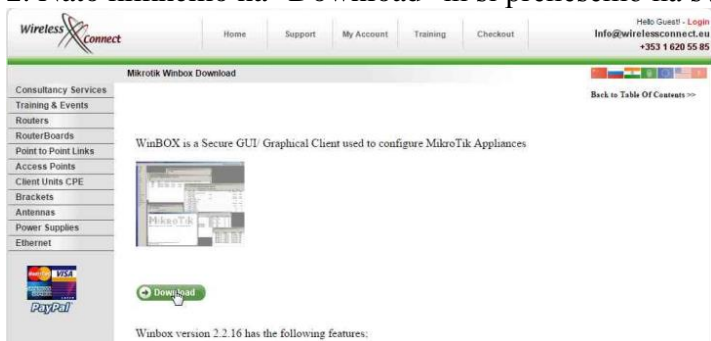 2. Nato kliknemo na "Download" in si prenesemo na s
Wireless Connect
Home Support My Account Training Checkout
Hello Guest! - Login
Info@wirelessconnect.eu
+353 1 620 55 85
Mikrotik Winbox Download
Back to Table Of Contents >>
Consultancy Services
Training & Events
Routers
RouterBoards
Point to Point Links
Access Points
Client Units CPE
Brackets
Antennas
Power Supplies
Ethernet
WinBOX is a Secure GUI/ Graphical Client used to configure MikroTik Appliances
MikroTik
VISA
PayPal
Download
Winbox version 2.2.16 has the following features: